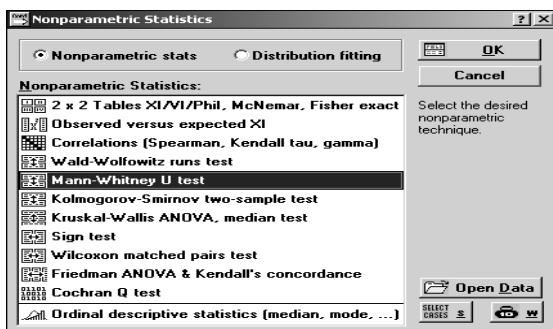 Nonparametric Statistics
? X
Nonparametric stats Distribution fitting
OK
Cancel
Nonparametric Statistics:
2 x 2 Tables XI/VI/Phil, McNemar, Fisher exact
Observed versus expected XI
Correlations (Spearman, Kendall tau, gamma)
Wald-Wolfowitz runs test
Mann-Whitney U test
Kolmogorov-Smirnov two-sample test
Kruskal-Wallis ANOVA, median test
Sign test
Wilcoxon matched pairs test
Friedman ANOVA & Kendall's concordance
Cochran Q test
Ordinal descriptive statistics (median, mode, ...)
Select the desired
nonparametric
technique.
Open Data
SELECT
CASES S
W